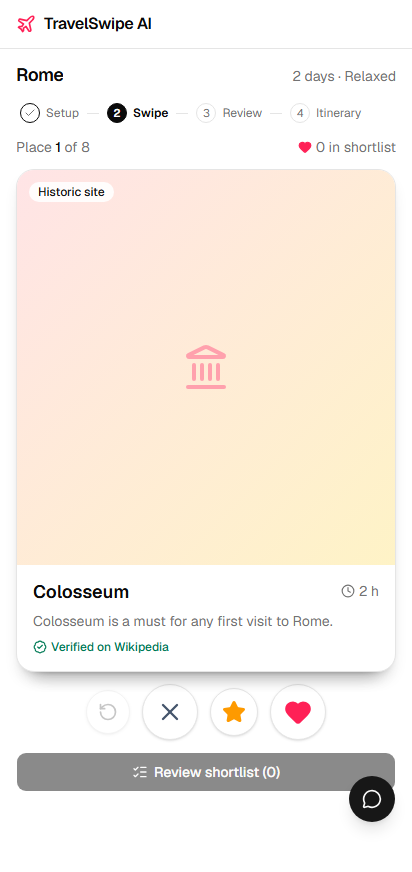 TravelSwipe AI
Rome
2 days · Relaxed
Setup 2 Swipe 3 Review 4 Itinerary
Place 1 of 8
0 in shortlist
Historic site
Colosseum
2 h
Colosseum is a must for any first visit to Rome.
Verified on Wikipedia
Review shortlist (0)